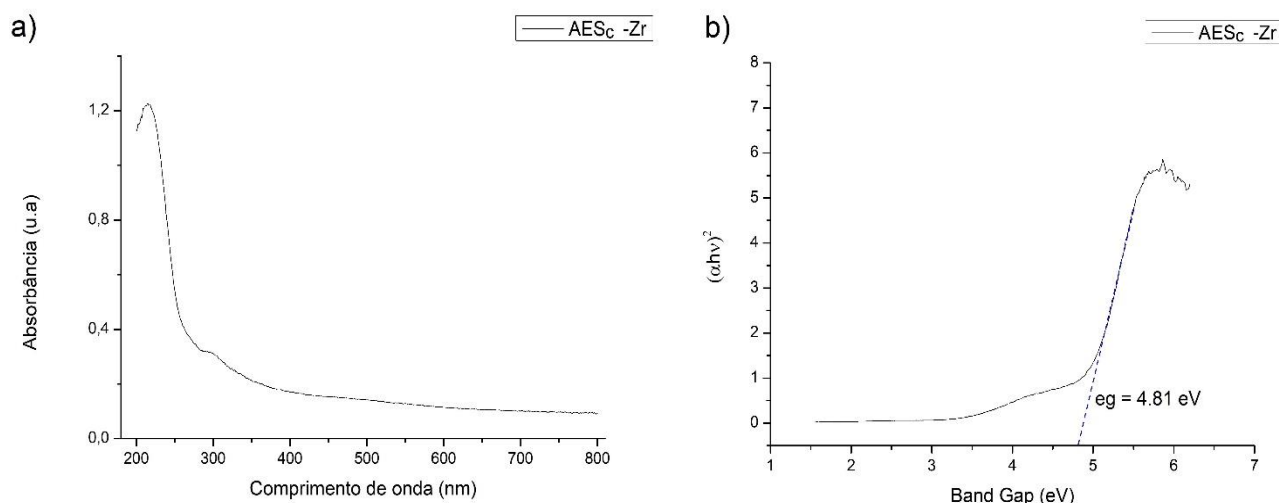 a)
AESc -Zr
1,2
0,8
0,4
0,0
200 300 400 500 600 700 800
Absorbância (u.a)
Comprimento de onda (nm)
b)
AESc -Zr
8
7
6
5
4
3
2
1
0
1 2 3 4 5 6 7
(αhν)²
eg = 4.81 eV
Band Gap (eV)